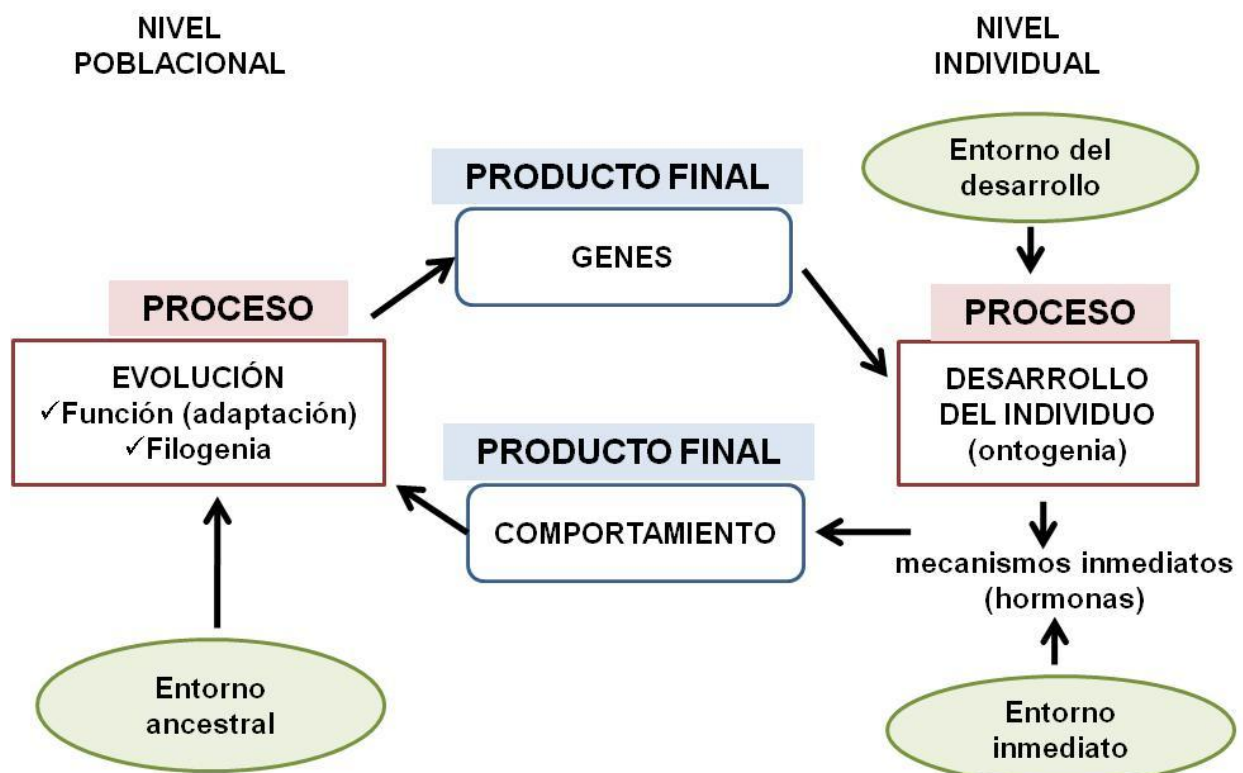 NIVEL
POBLACIONAL
NIVEL
INDIVIDUAL
Entorno del
desarrollo
PRODUCTO FINAL
GENES
PROCESO
EVOLUCIÓN
✓Función (adaptación)
✓Filogenia
PROCESO
DESARROLLO
DEL INDIVIDUO
(ontogenia)
PRODUCTO FINAL
COMPORTAMIENTO
mecanismos inmediatos
(hormonas)
Entorno
ancestral
Entorno
inmediato